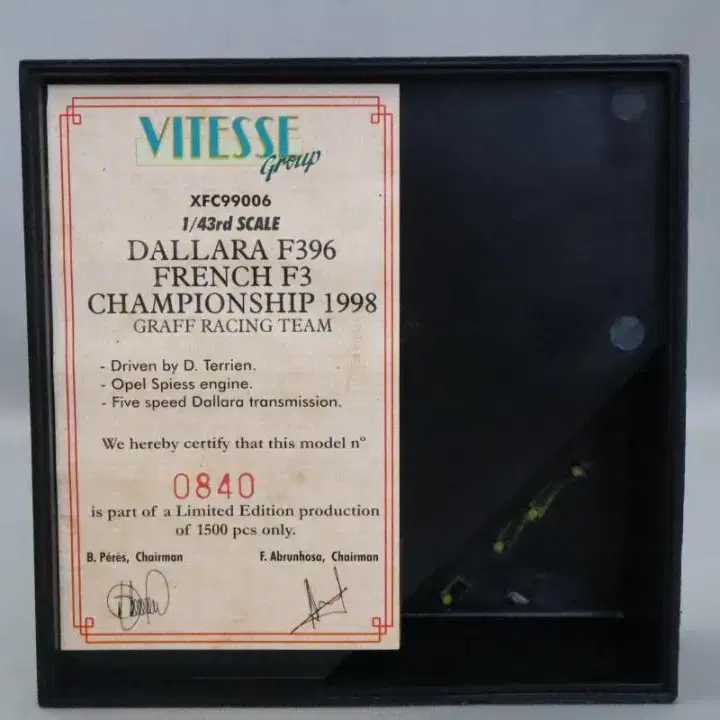 VITESSE
Group
XFC99006
1/43rd SCALE
DALLARA F396
FRENCH F3
CHAMPIONSHIP 1998
GRAFF RACING TEAM
- Driven by D. Terrien.
- Opel Spiess engine.
- Five speed Dallara transmission.
We hereby certify that this model nº
0840
is part of a Limited Edition production
of 1500 pcs only.
B. Pérès, Chairman F. Abrunhosa, Chairman